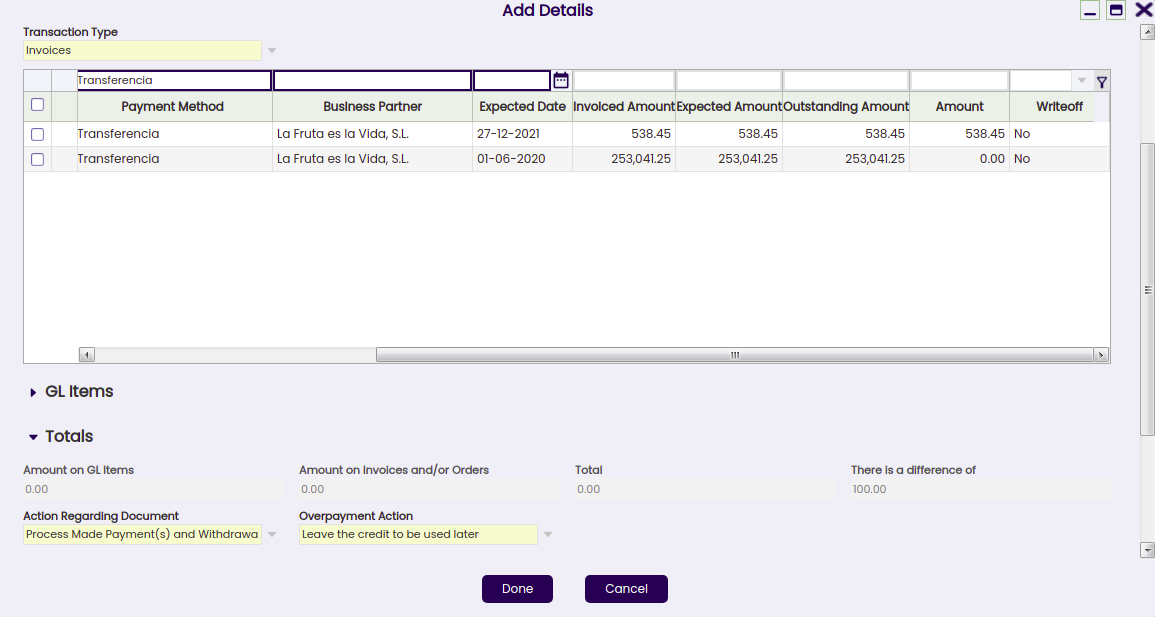 Add Details
Transaction Type
Invoices
Transferencia
Payment Method Business Partner Expected Date Invoiced Amount Expected Amount Outstanding Amount Amount Writeoff
Transferencia La Fruta es la Vida, S.L. 27-12-2021 538.45 538.45 538.45 538.45 No
Transferencia La Fruta es la Vida, S.L. 01-06-2020 253,041.25 253,041.25 253,041.25 0.00 No
GL Items
Totals
Amount on GL Items Amount on Invoices and/or Orders Total There is a difference of
0.00 0.00 0.00 100.00
Action Regarding Document Overpayment Action
Process Made Payment(s) and Withdrawa Leave the credit to be used later
Done Cancel